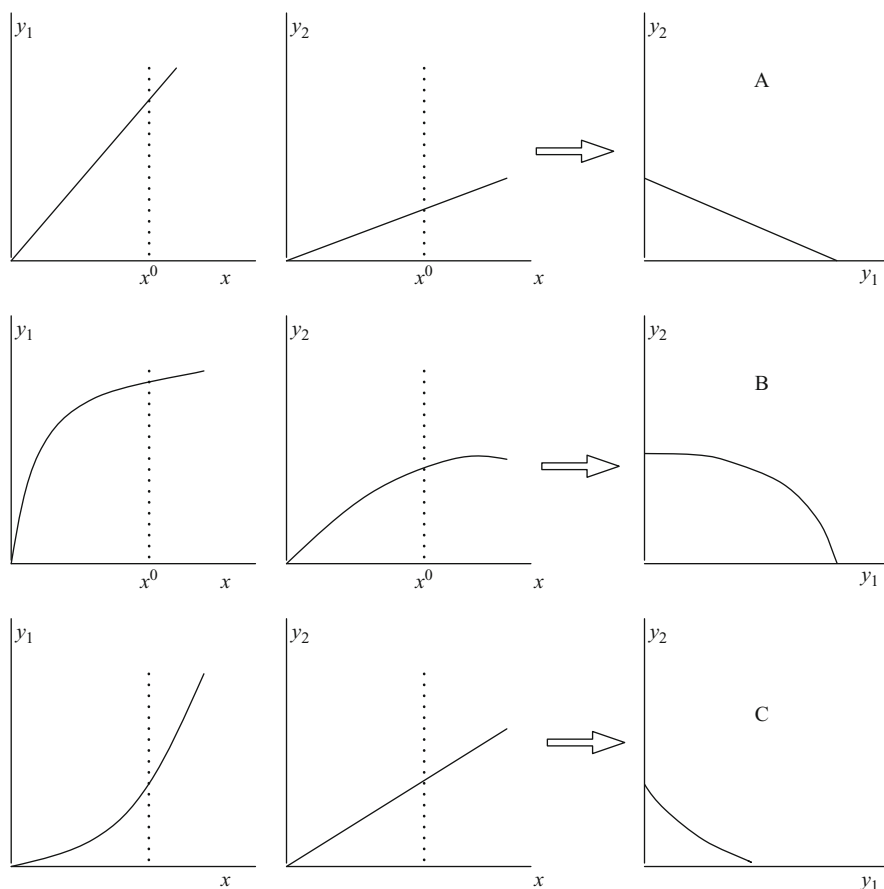 y₁ y₂ y₂
A
x⁰ x x⁰ x y₁
y₁ y₂ y₂
B
x⁰ x x⁰ x y₁
y₁ y₂ y₂
C
x x y₁